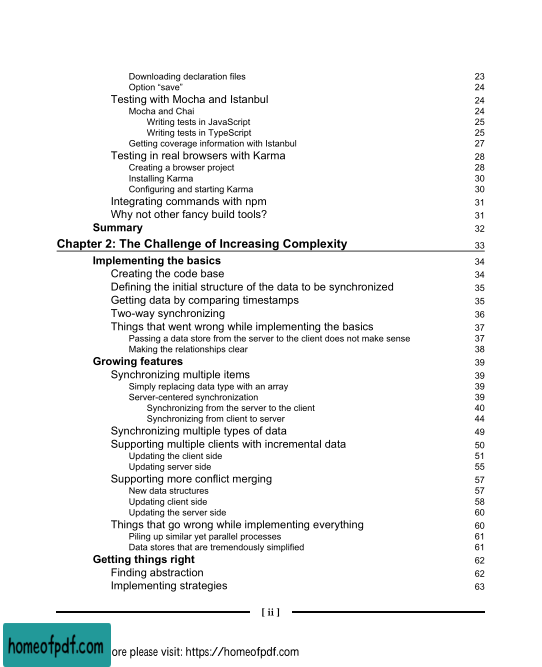 Downloading declaration files 23
Option “save” 24
Testing with Mocha and Istanbul 24
Mocha and Chai 24
Writing tests in JavaScript 25
Writing tests in TypeScript 25
Getting coverage information with Istanbul 27
Testing in real browsers with Karma 28
Creating a browser project 28
Installing Karma 30
Configuring and starting Karma 30
Integrating commands with npm 31
Why not other fancy build tools? 31
Summary 32
Chapter 2: The Challenge of Increasing Complexity 33
Implementing the basics 34
Creating the code base 34
Defining the initial structure of the data to be synchronized 35
Getting data by comparing timestamps 35
Two-way synchronizing 36
Things that went wrong while implementing the basics 37
Passing a data store from the server to the client does not make sense 37
Making the relationships clear 38
Growing features 39
Synchronizing multiple items 39
Simply replacing data type with an array 39
Server-centered synchronization 39
Synchronizing from the server to the client 40
Synchronizing from client to server 44
Synchronizing multiple types of data 49
Supporting multiple clients with incremental data 50
Updating the client side 51
Updating server side 55
Supporting more conflict merging 57
New data structures 57
Updating client side 58
Updating the server side 60
Things that go wrong while implementing everything 60
Piling up similar yet parallel processes 61
Data stores that are tremendously simplified 61
Getting things right 62
Finding abstraction 62
Implementing strategies 63
[ ii ]
homeofpdf.com ore please visit: https://homeofpdf.com